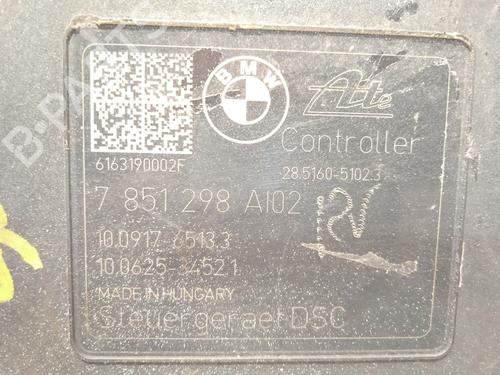 BMW
Ate
Controller
6163190002F
28.5160-5102.3
7 851 298 AI02
10.0917-6513.3
10.0625-3452.1
MADE IN HUNGARY
Steuergeraet DSC
B-PARTS